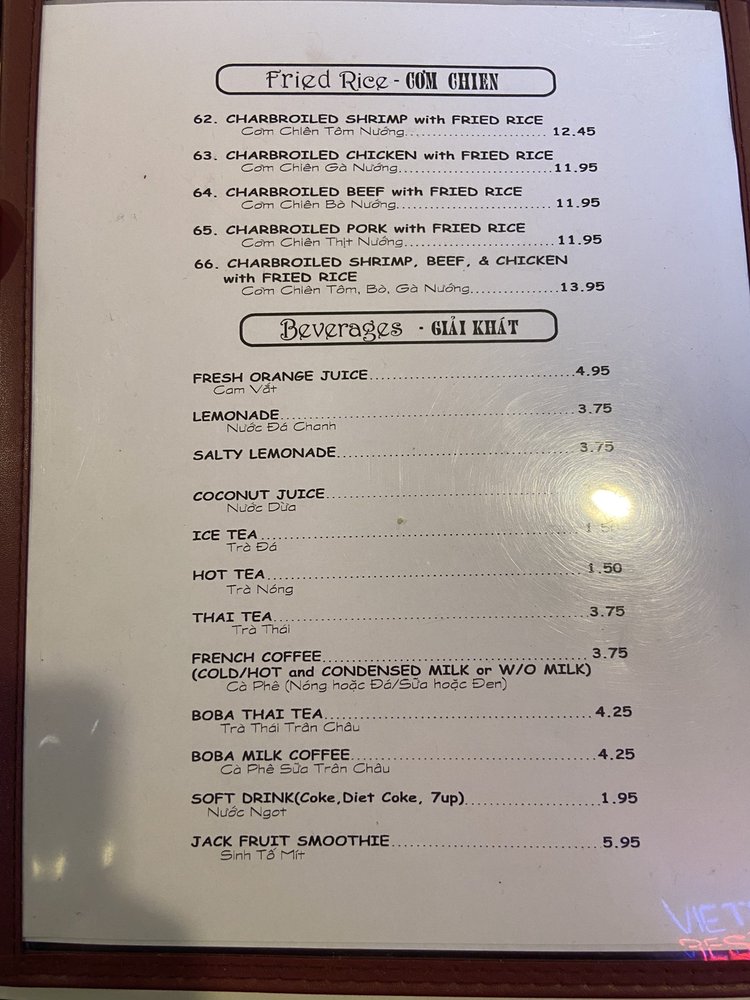 Fried Rice - CƠM CHIEN
62. CHARBROILED SHRIMP with FRIED RICE
Cơm Chiên Tôm Nướng................................ 12.45
63. CHARBROILED CHICKEN with FRIED RICE
Cơm Chiên Gà Nướng.................................11.95
64. CHARBROILED BEEF with FRIED RICE
Cơm Chiên Bò Nướng.................................11.95
65. CHARBROILED PORK with FRIED RICE
Cơm Chiên Thịt Nướng................................11.95
66. CHARBROILED SHRIMP, BEEF, & CHICKEN
with FRIED RICE
Cơm Chiên Tôm, Bò, Gà Nướng.................13.95
Beverages - GIẢI KHÁT
FRESH ORANGE JUICE...........................................4.95
Cam Vắt
LEMONADE...........................................................3.75
Nước Đá Chanh
SALTY LEMONADE................................................3.75
COCONUT JUICE................................................
Nước Dừa
ICE TEA................................................................1.50
Trà Đá
HOT TEA................................................................1.50
Trà Nóng
THAI TEA...............................................................3.75
Trà Thái
FRENCH COFFEE....................................................3.75
(COLD/HOT and CONDENSED MILK or W/O MILK)
Cà Phê (Nóng hoặc Đá/Sữa hoặc Đen)
BOBA THAI TEA.....................................................4.25
Trà Thái Trân Châu
BOBA MILK COFFEE................................................4.25
Cà Phê Sữa Trân Châu
SOFT DRINK(Coke,Diet Coke, 7up)..........................1.95
Nước Ngot
JACK FRUIT SMOOTHIE..........................................5.95
Sinh Tố Mít
VIET
RES